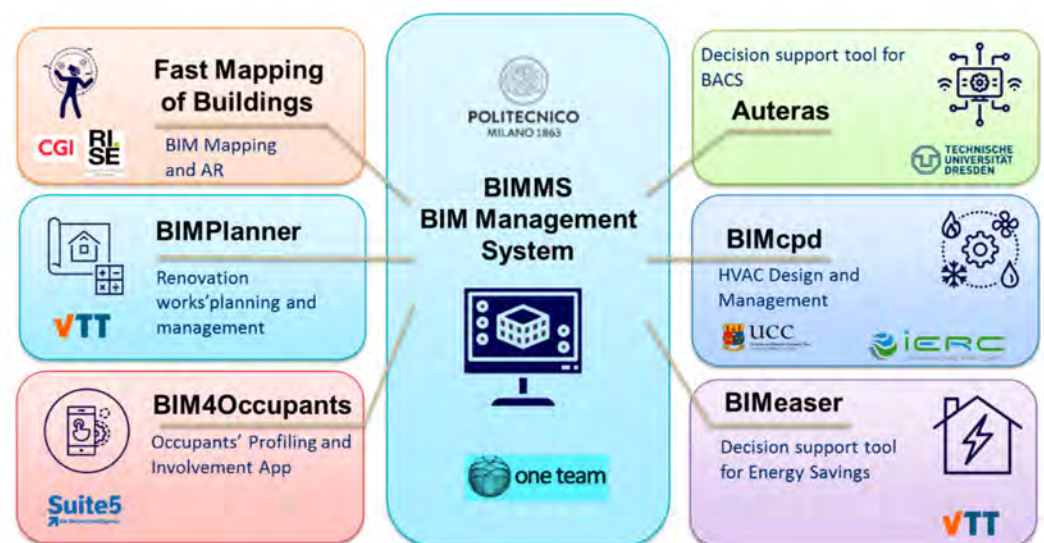 Fast Mapping
of Buildings
CGI
RI.
SE
BIM Mapping
and AR
BIMPlanner
Renovation
works'planning and
management
VTT
BIM4Occupants
Occupants' Profiling and
Involvement App
Suite5
POLITECNICO
MILANO 1863
BIMMS
BIM Management
System
one team
Decision support tool for
BACS
Auteras
TECHNISCHE
UNIVERSITÄT
DRESDEN
BIMcpd
HVAC Design and
Management
UCC
iERC
BIMeaser
Decision support tool
for Energy Savings
VTT